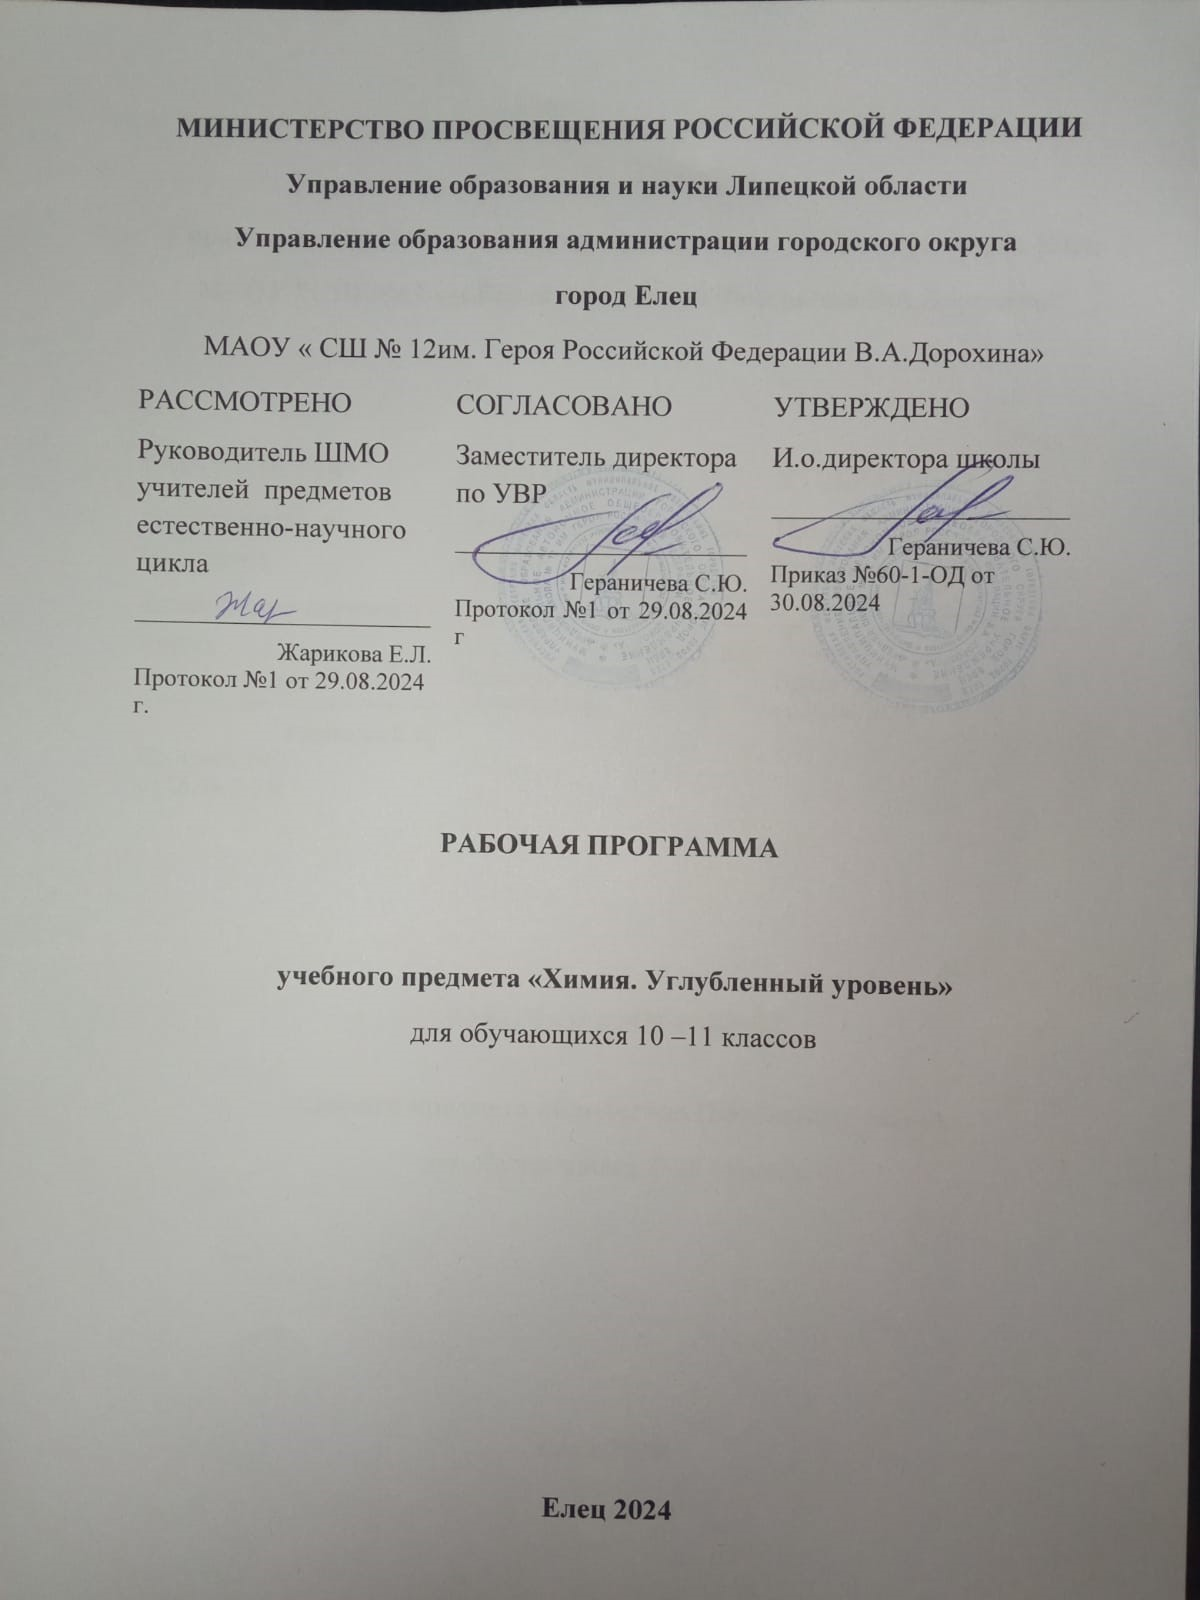 МИНИСТЕРСТВО ПРОСВЕЩЕНИЯ РОССИЙСКОЙ ФЕДЕРАЦИИ
Управление образования и науки Липецкой области
Управление образования администрации городского округа
город Елец
МАОУ « СШ № 12им. Героя Российской Федерации В.А.Дорохина»
РАССМОТРЕНО
Руководитель ШМО
учителей предметов
естественно-научного
цикла
Жар
Жарикова Е.Л.
Протокол №1 от 29.08.2024
г.
СОГЛАСОВАНО
Заместитель директора
по УВР
Гераничева С.Ю.
Протокол №1 от 29.08.2024
г
УТВЕРЖДЕНО
И.о.директора школы
Гераничева С.Ю.
Приказ №60-1-ОД от
30.08.2024
РАБОЧАЯ ПРОГРАММА
учебного предмета «Химия. Углубленный уровень»
для обучающихся 10 –11 классов
Елец 2024